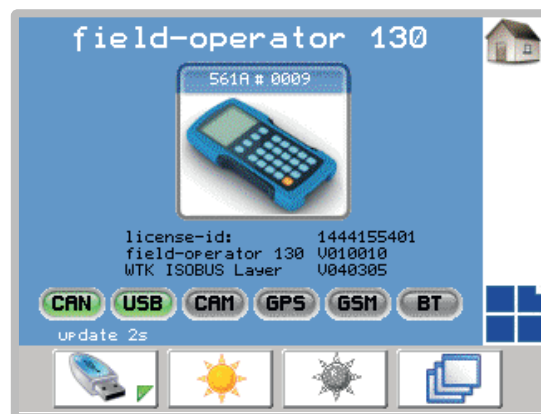 field-operator 130
561A # 0009
license-id: 1444155401
field-operator 130 V010010
WTK ISOBUS Layer V040305
CAN USB CAM GPS GSM BT
update 2s